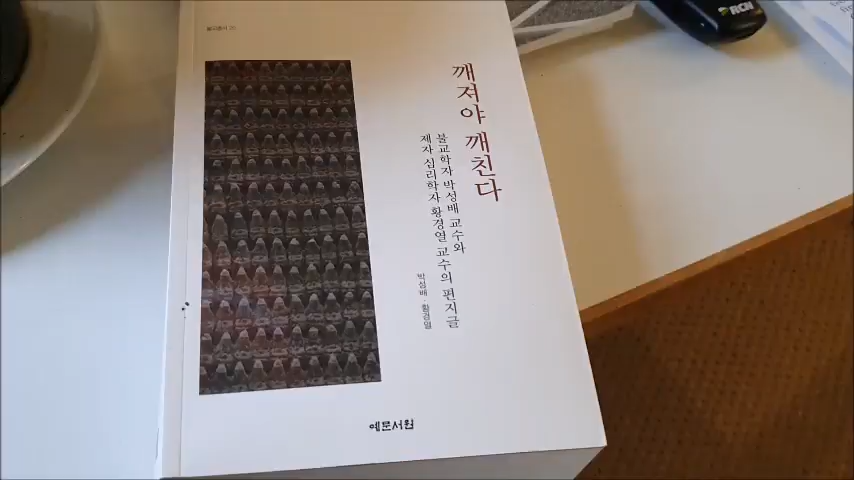 깨져야 깨친다
불교학자 박성배 교수와
제자 심리학자 황경열 교수의 편지글
박성배 · 황경열
예문서원
RCN